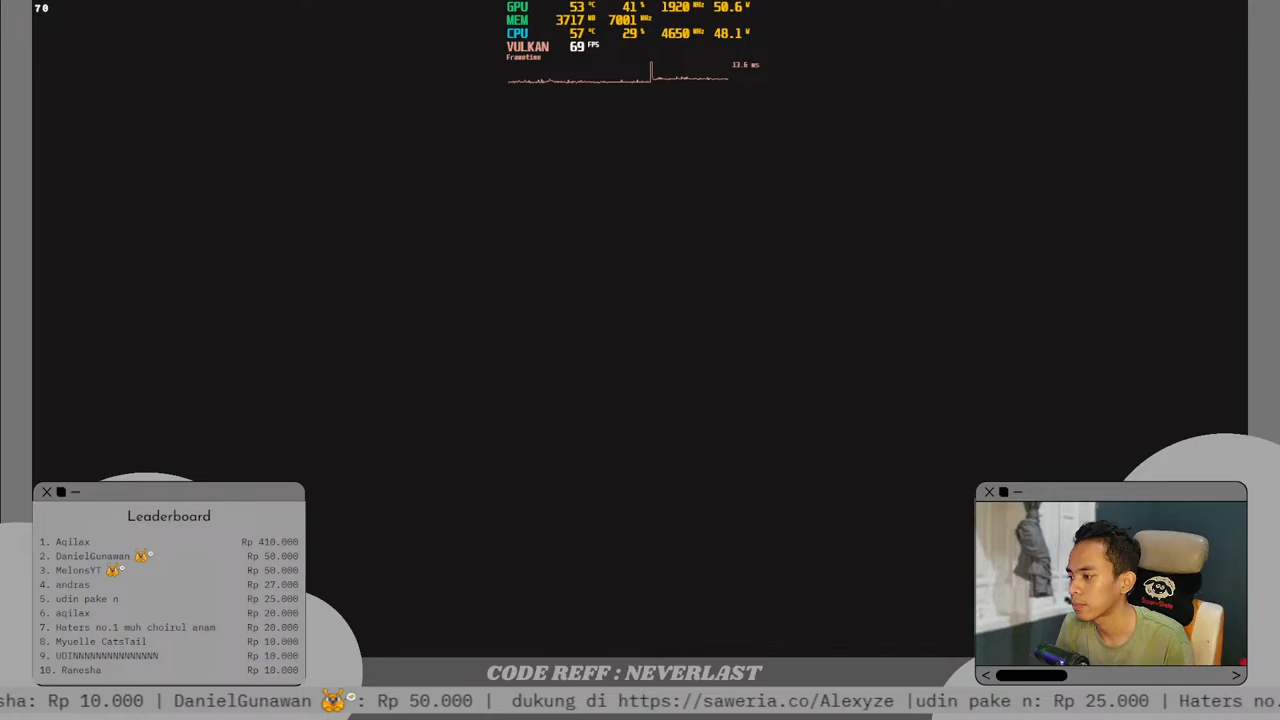 70
GPU 53 °C 41 % 1920 MHz 50.6 W
MEM 3717 MB 7001 MHz
CPU 57 °C 29 % 4650 MHz 48.1 W
VULKAN 69 FPS
Frametime
13.6 ms
Leaderboard
1. Aqilax Rp 410.000
2. DanielGunawan Rp 50.000
3. MelonsYT Rp 50.000
4. andras Rp 27.000
5. udin pake n Rp 25.000
6. aqilax Rp 20.000
7. Haters no.1 muh choirul anam Rp 20.000
8. Myuelle CatsTail Rp 10.000
9. UDINNNNNNNNNNNNNN Rp 10.000
10. Ranesha Rp 10.000
CODE REFF : NEVERLAST
sha: Rp 10.000 | DanielGunawan : Rp 50.000 | dukung di https://saweria.co/Alexyze |udin pake n: Rp 25.000 | Haters no.